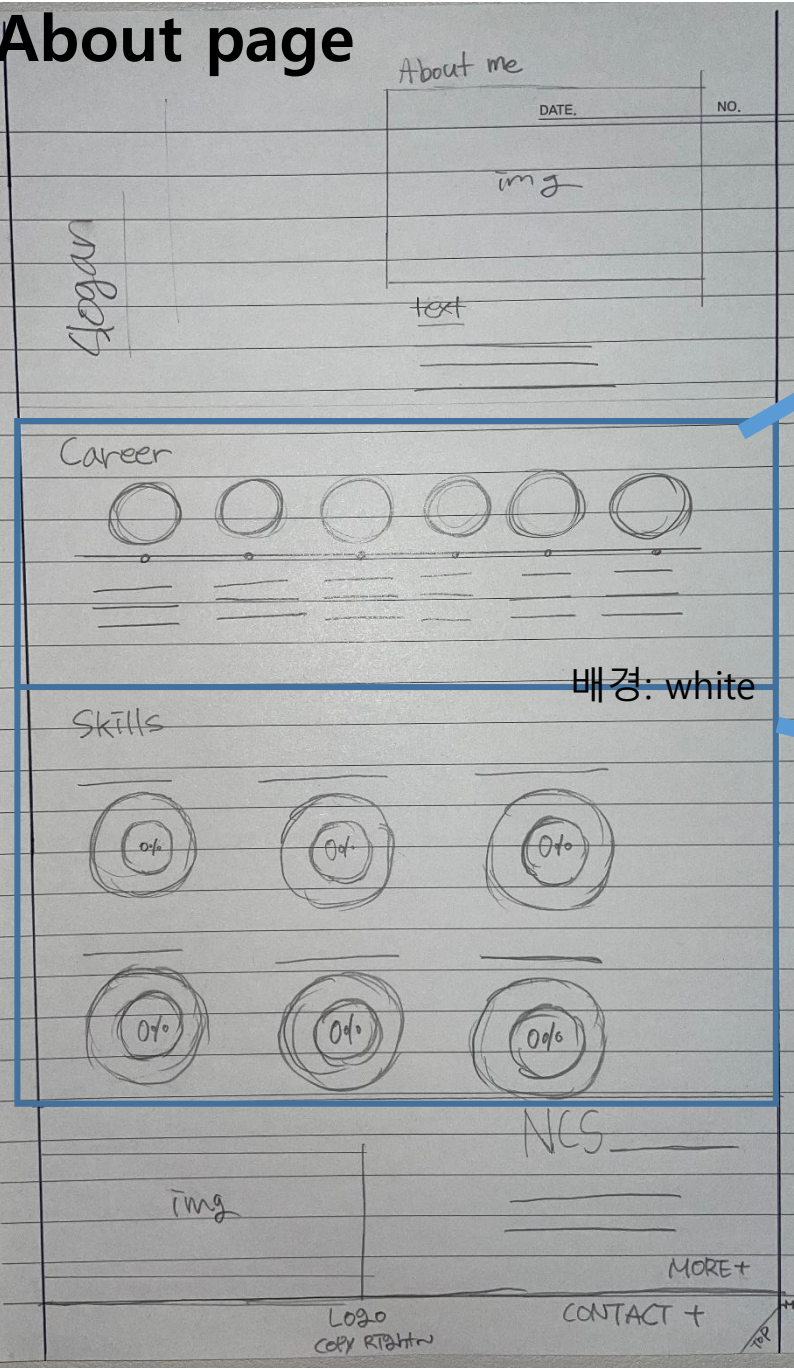 About page
About me
DATE.
NO.
img
text
Slogan
Career
배경: white
Skills
0% 0% 0%
0% 0% 0%
NCS
img
MORE+
LOGO
CONTACT +
COPY RIGHT
TOP